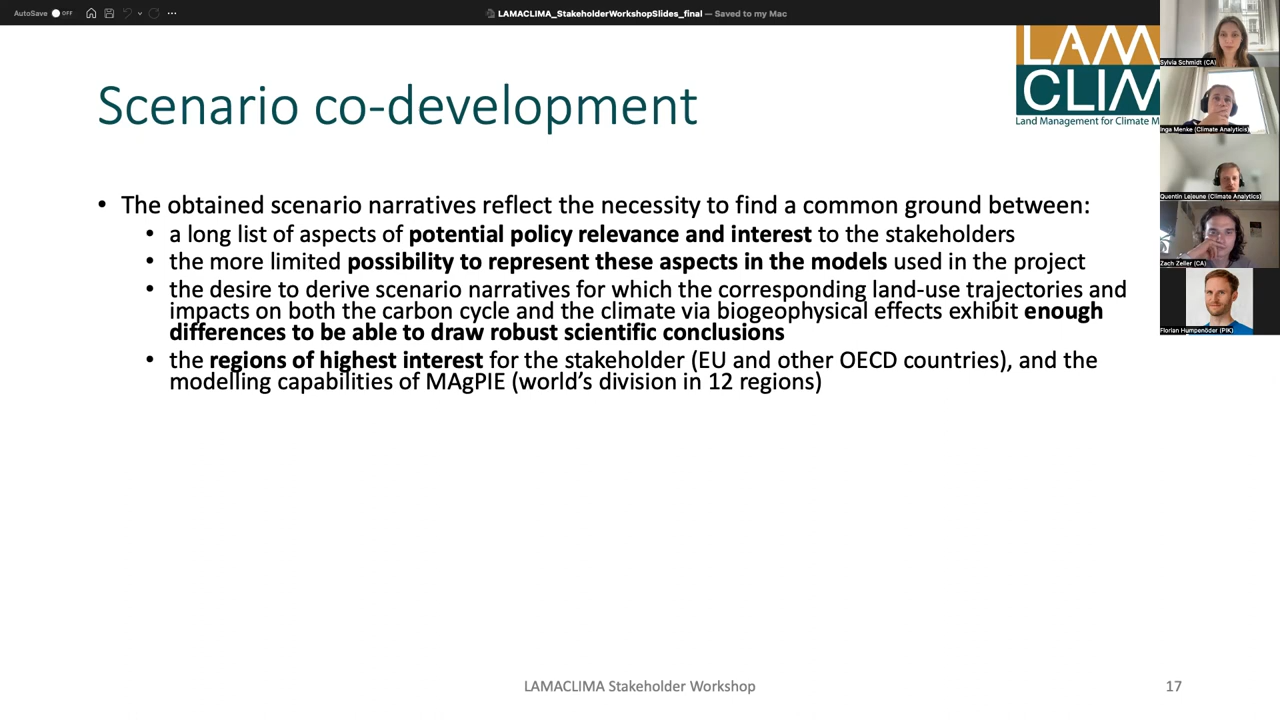 AutoSave OFF
LAMACLIMA_StakeholderWorkshopSlides_final — Saved to my Mac
LAM
CLIM
Land Management for Climate M
Scenario co-development
• The obtained scenario narratives reflect the necessity to find a common ground between:
• a long list of aspects of potential policy relevance and interest to the stakeholders
• the more limited possibility to represent these aspects in the models used in the project
• the desire to derive scenario narratives for which the corresponding land-use trajectories and
impacts on both the carbon cycle and the climate via biogeophysical effects exhibit enough
differences to be able to draw robust scientific conclusions
• the regions of highest interest for the stakeholder (EU and other OECD countries), and the
modelling capabilities of MAgPIE (world's division in 12 regions)
Sylvia Schmidt (CA)
Inga Menke (Climate Analytics)
Quentin Lejeune (Climate Analytics)
Zach Zeller (CA)
Florian Humpenöder (PIK)
LAMACLIMA Stakeholder Workshop
17